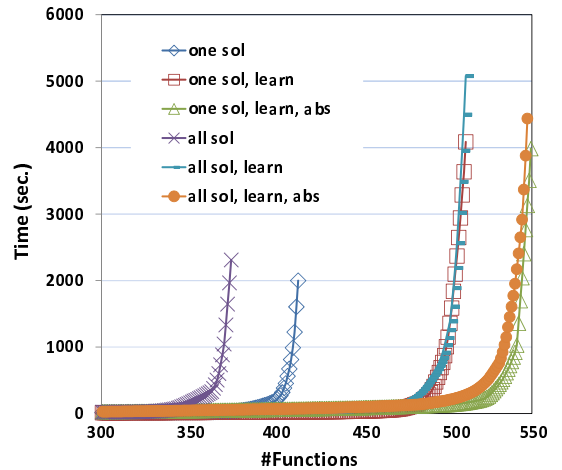 6000
5000
4000
3000
2000
1000
0
Time (sec.)
one sol
one sol, learn
one sol, learn, abs
all sol
all sol, learn
all sol, learn, abs
300 350 400 450 500 550
#Functions